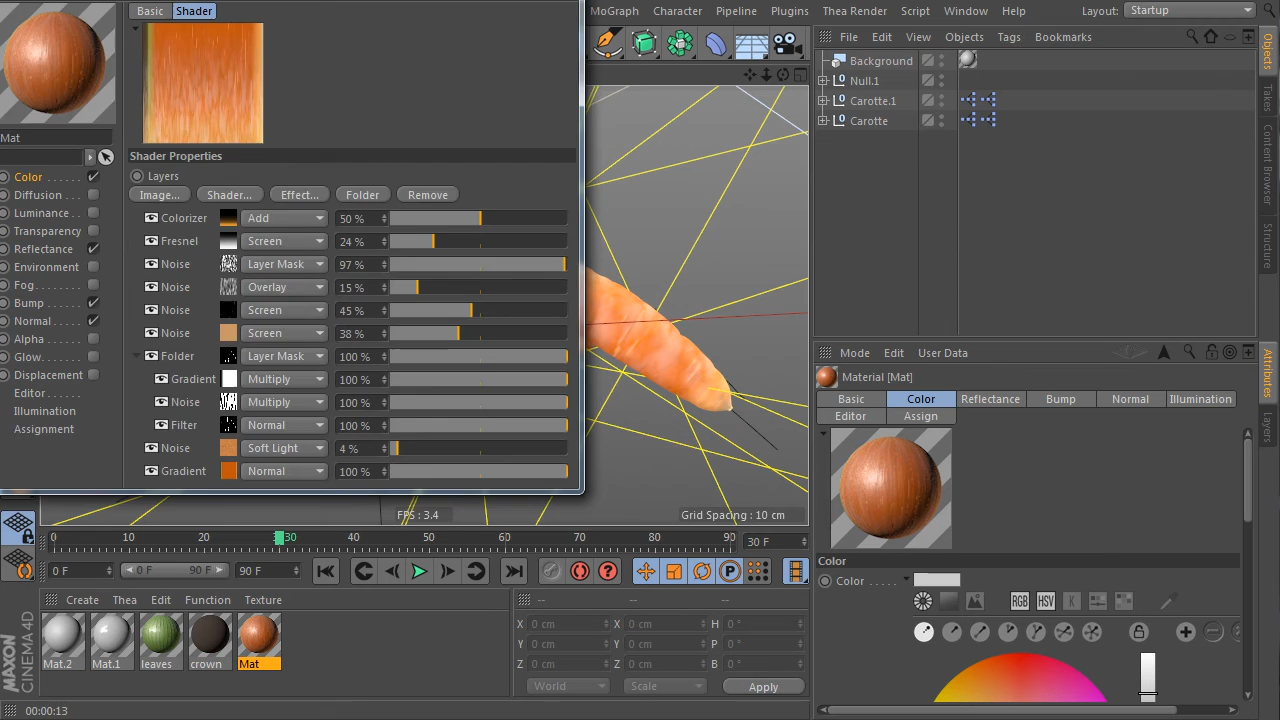 Basic Shader
MoGraph Character Pipeline Plugins Thea Render Script Window Help Layout: Startup
File Edit View Objects Tags Bookmarks
Background
Null.1
Carotte.1
Carotte
Objects
Takes
Content Browser
Structure
Mat
Color
Diffusion
Luminance
Transparency
Reflectance
Environment
Fog
Bump
Normal
Alpha
Glow
Displacement
Editor
Illumination
Assignment
Shader Properties
Layers
Image... Shader... Effect... Folder Remove
Colorizer Add 50 %
Fresnel Screen 24 %
Noise Layer Mask 97 %
Noise Overlay 15 %
Noise Screen 45 %
Noise Screen 38 %
Folder Layer Mask 100 %
Gradient Multiply 100 %
Noise Multiply 100 %
Filter Normal 100 %
Noise Soft Light 4 %
Gradient Normal 100 %
FPS : 3.4 Grid Spacing : 10 cm
0 10 20 30 40 50 60 70 80 90 30 F
0 F 0 F 90 F 90 F
Create Thea Edit Function Texture
Mat.2 Mat.1 leaves crown Mat
-- -- --
X 0 cm X 0 cm H 0 °
Y 0 cm Y 0 cm P 0 °
Z 0 cm Z 0 cm B 0 °
World Scale Apply
MAXON
CINEMA 4D
00:00:13
Mode Edit User Data
Material [Mat]
Basic Color Reflectance Bump Normal Illumination
Editor Assign
Color
Color
RGB HSV K
Attributes
Layers